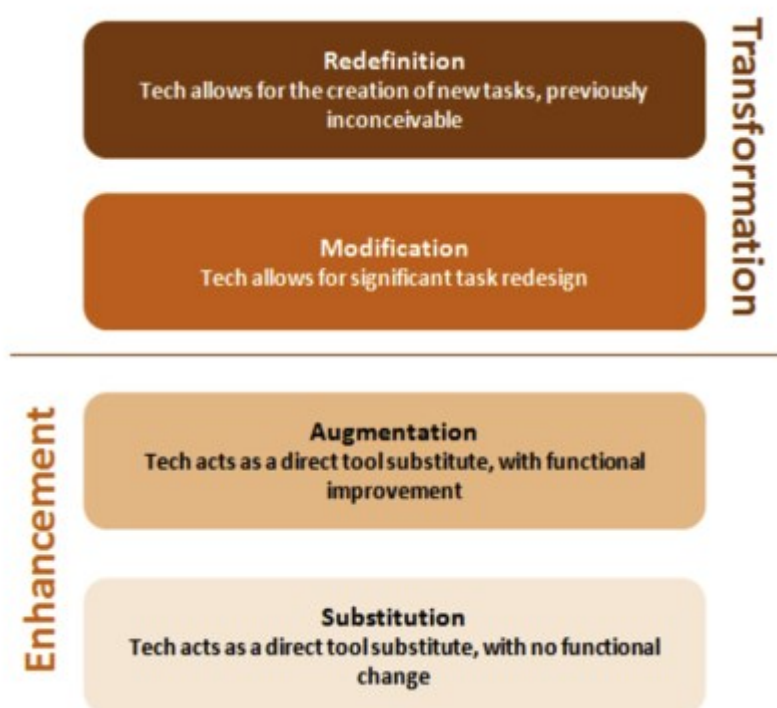 Transformation
Redefinition
Tech allows for the creation of new tasks, previously
inconceivable
Modification
Tech allows for significant task redesign
Enhancement
Augmentation
Tech acts as a direct tool substitute, with functional
improvement
Substitution
Tech acts as a direct tool substitute, with no functional
change